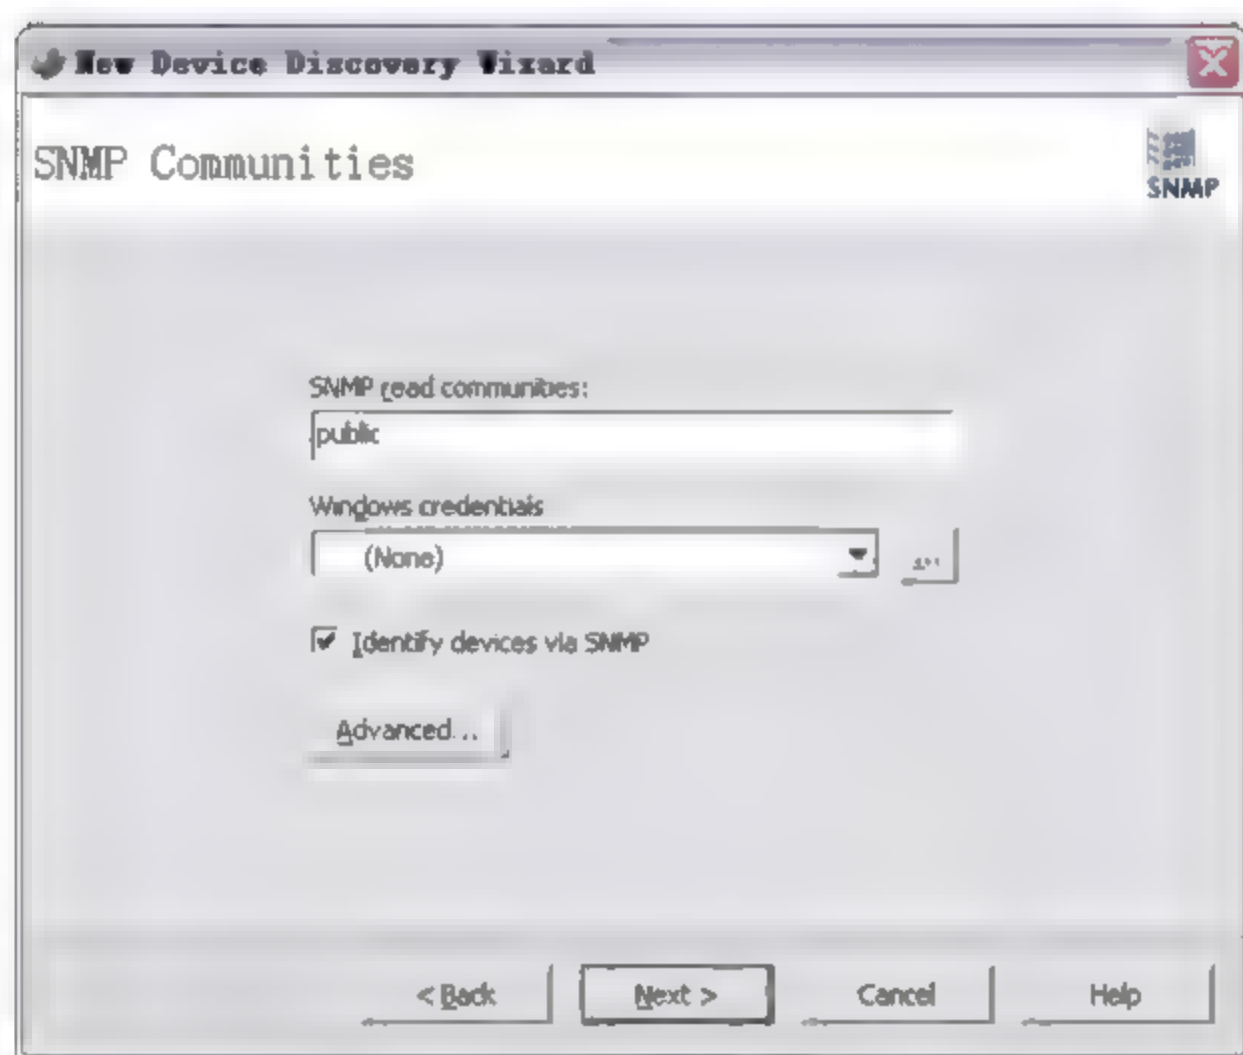 New Device Discovery Wizard
SNMP Communities
SNMP
SNMP read communities:
public
Windows credentials
(None)
...
Identify devices via SNMP
Advanced...
< Back
Next >
Cancel
Help